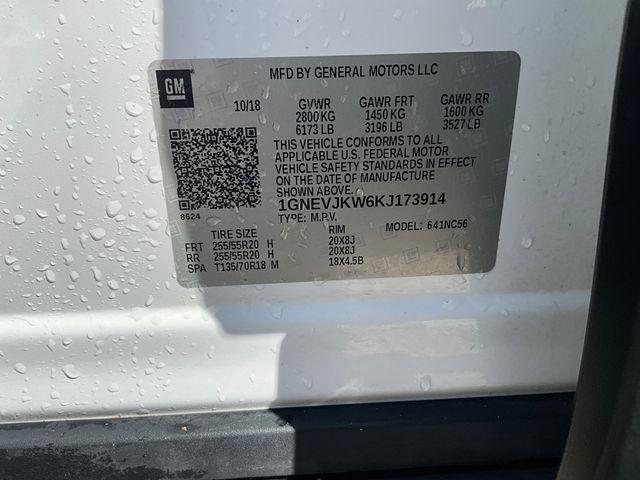 GM
MFD BY GENERAL MOTORS LLC
10/18 GVWR GAWR FRT GAWR RR
2800 KG 1450 KG 1600 KG
6173 LB 3196 LB 3527 LB
THIS VEHICLE CONFORMS TO ALL
APPLICABLE U.S. FEDERAL MOTOR
VEHICLE SAFETY STANDARDS IN EFFECT
ON THE DATE OF MANUFACTURE
SHOWN ABOVE.
8624 1GNEVJKW6KJ173914
TYPE: M.P.V. MODEL: 641NC56
TIRE SIZE RIM
FRT 255/55R20 H 20X8J
RR 255/55R20 H 20X8J
SPA T135/70R18 M 18X4.5B